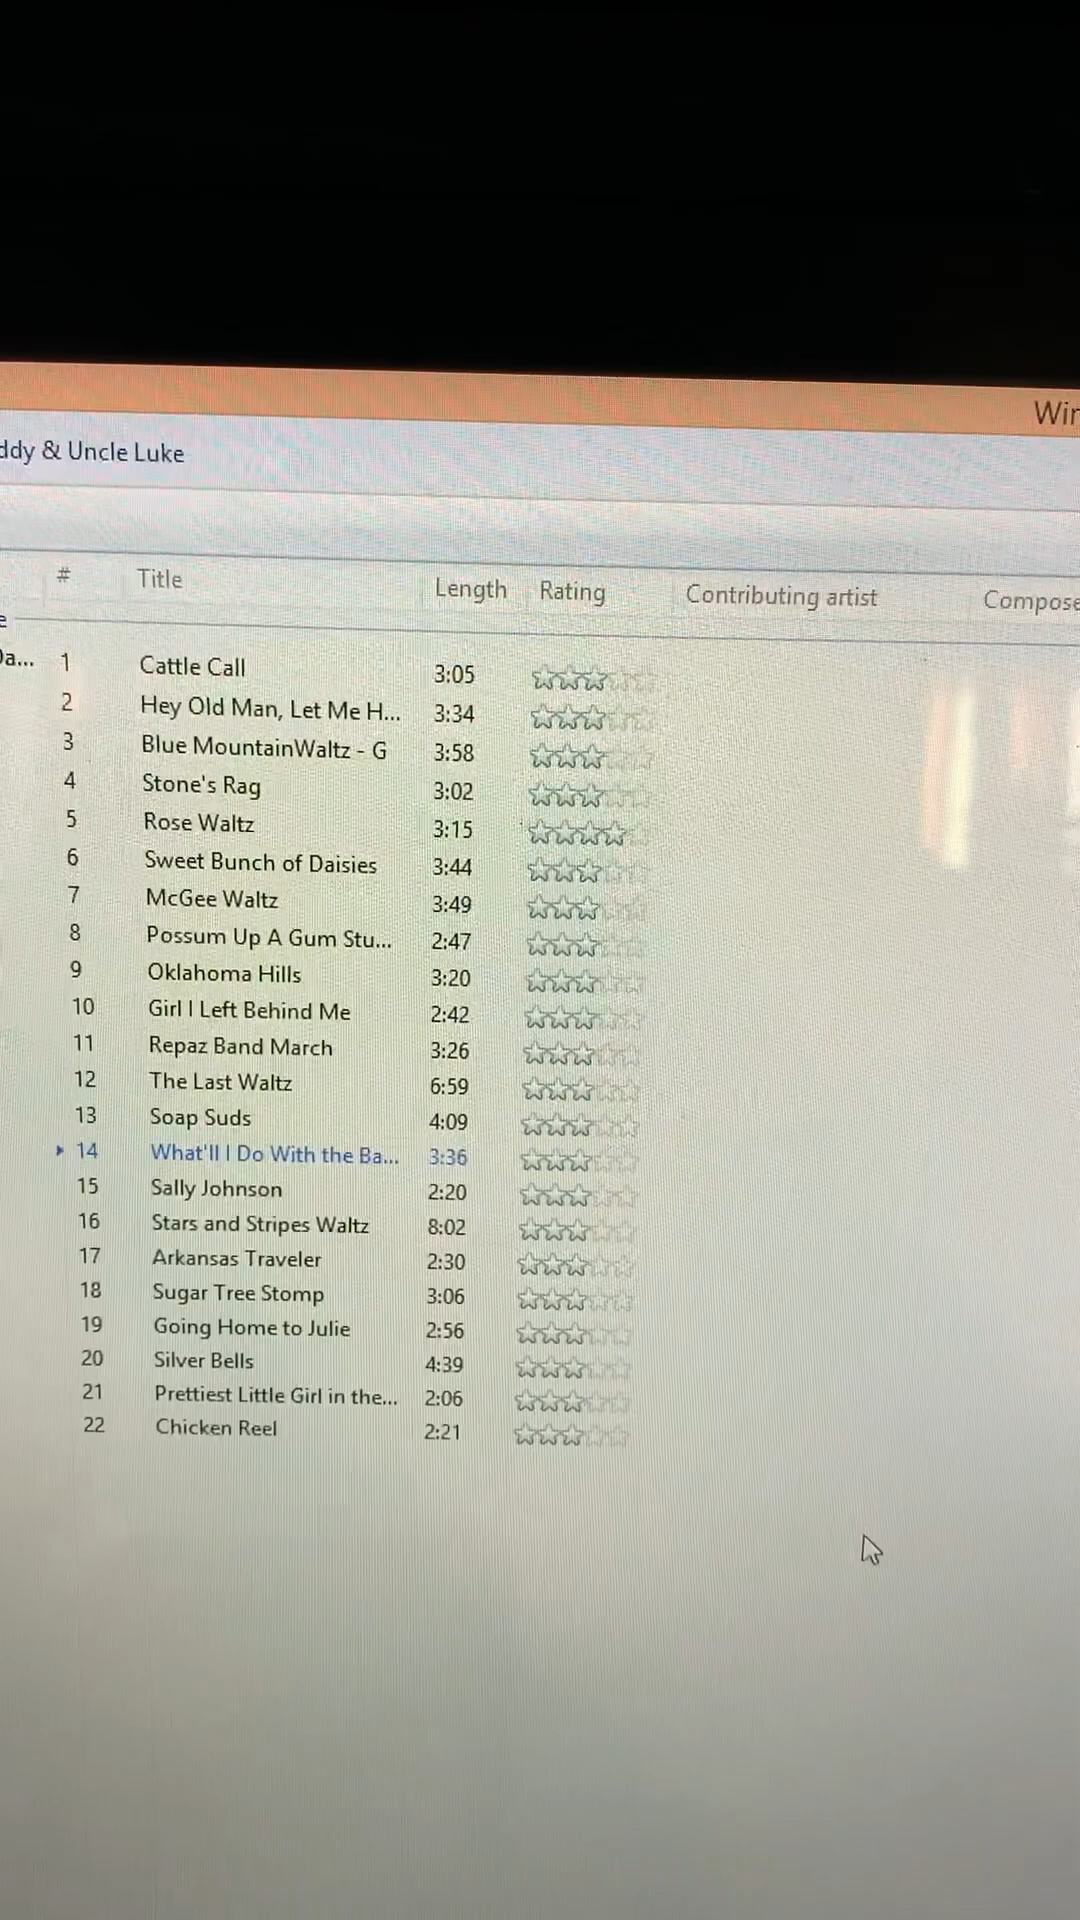 ddy & Uncle Luke
# Title Length Rating Contributing artist Compose
1 Cattle Call 3:05
2 Hey Old Man, Let Me H... 3:34
3 Blue MountainWaltz - G 3:58
4 Stone's Rag 3:02
5 Rose Waltz 3:15
6 Sweet Bunch of Daisies 3:44
7 McGee Waltz 3:49
8 Possum Up A Gum Stu... 2:47
9 Oklahoma Hills 3:20
10 Girl I Left Behind Me 2:42
11 Repaz Band March 3:26
12 The Last Waltz 6:59
13 Soap Suds 4:09
14 What'll I Do With the Ba... 3:36
15 Sally Johnson 2:20
16 Stars and Stripes Waltz 8:02
17 Arkansas Traveler 2:30
18 Sugar Tree Stomp 3:06
19 Going Home to Julie 2:56
20 Silver Bells 4:39
21 Prettiest Little Girl in the... 2:06
22 Chicken Reel 2:21